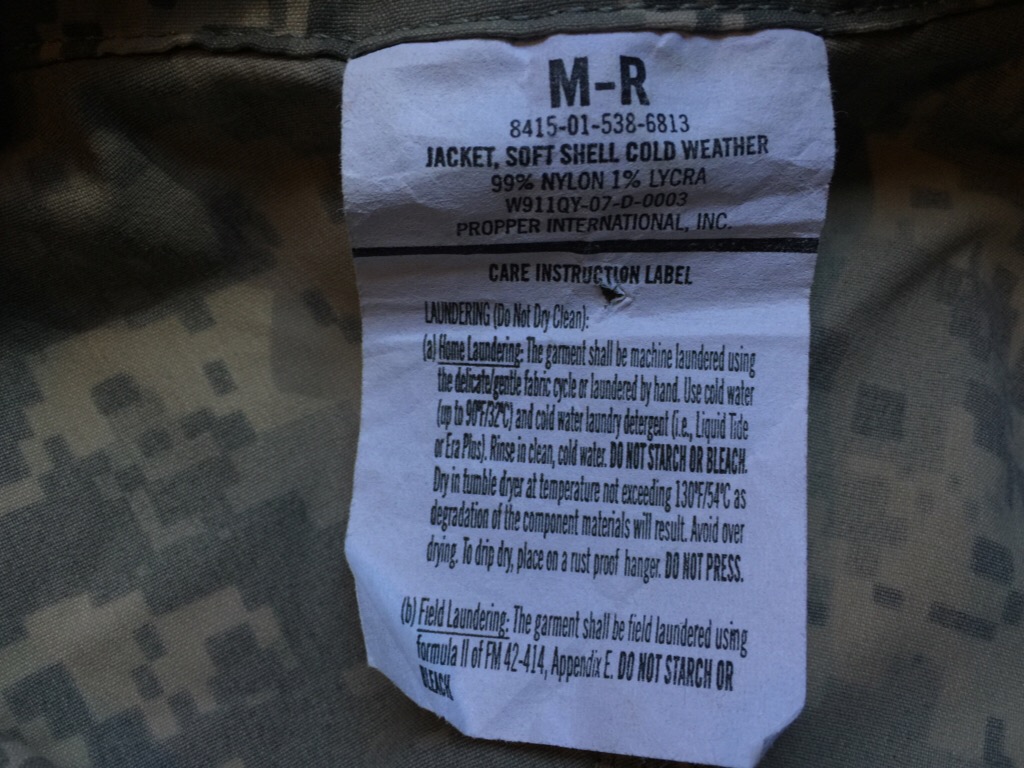 M-R
8415-01-538-6813
JACKET, SOFT SHELL COLD WEATHER
99% NYLON 1% LYCRA
W911QY-07-D-0003
PROPPER INTERNATIONAL, INC.
CARE INSTRUCTION LABEL
LAUNDERING (Do Not Dry Clean):
(a) Home Laundering: The garment shall be machine laundered using
the delicate/gentle fabric cycle or laundered by hand. Use cold water
(up to 90°F/32°C) and cold water laundry detergent (i.e., Liquid Tide
or Era Plus). Rinse in clean, cold water. DO NOT STARCH OR BLEACH.
Dry in tumble dryer at temperature not exceeding 130°F/54°C as
degradation of the component materials will result. Avoid over
drying. To drip dry, place on a rust proof hanger. DO NOT PRESS.
(b) Field Laundering: The garment shall be field laundered using
formula II of FM 42-414, Appendix E. DO NOT STARCH OR
BLEACH